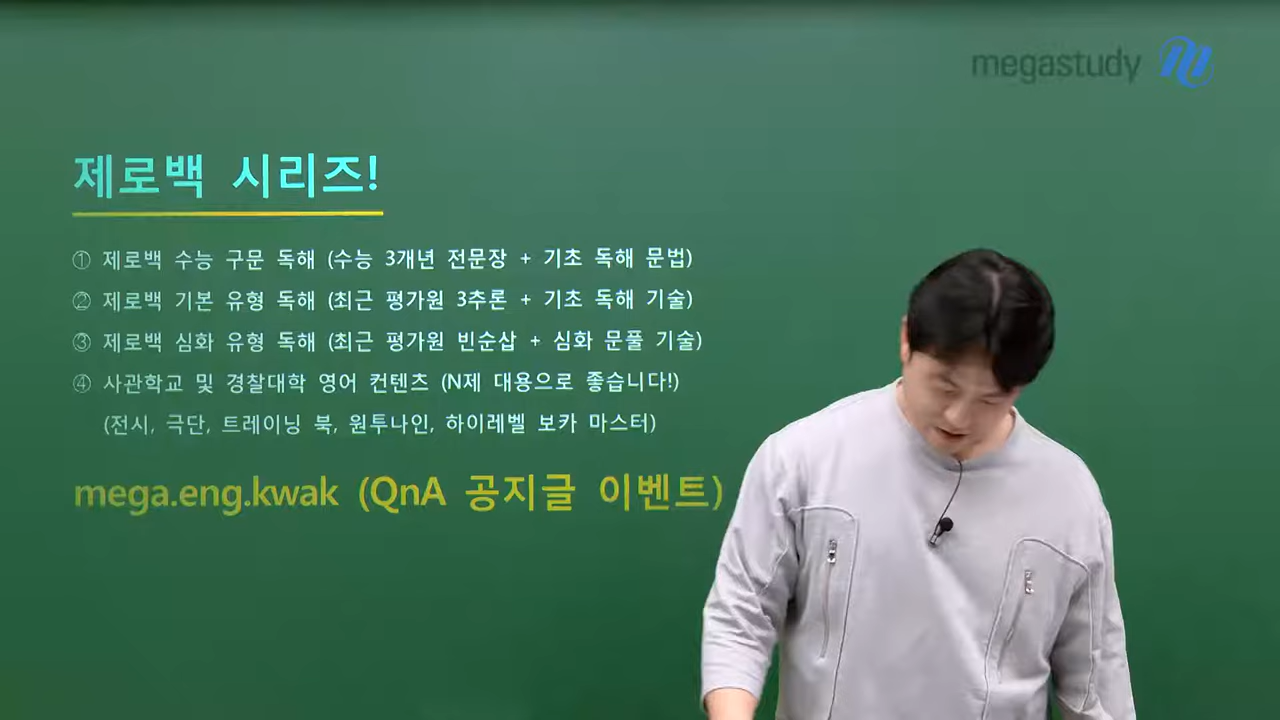 megastudy
제로백 시리즈!
① 제로백 수능 구문 독해 (수능 3개년 전문장 + 기초 독해 문법)
② 제로백 기본 유형 독해 (최근 평가원 3추론 + 기초 독해 기술)
③ 제로백 심화 유형 독해 (최근 평가원 빈순삽 + 심화 문풀 기술)
④ 사관학교 및 경찰대학 영어 컨텐츠 (N제 대용으로 좋습니다!)
(전시, 극단, 트레이닝 북, 원투나인, 하이레벨 보카 마스터)
mega.eng.kwak (QnA 공지글 이벤트)